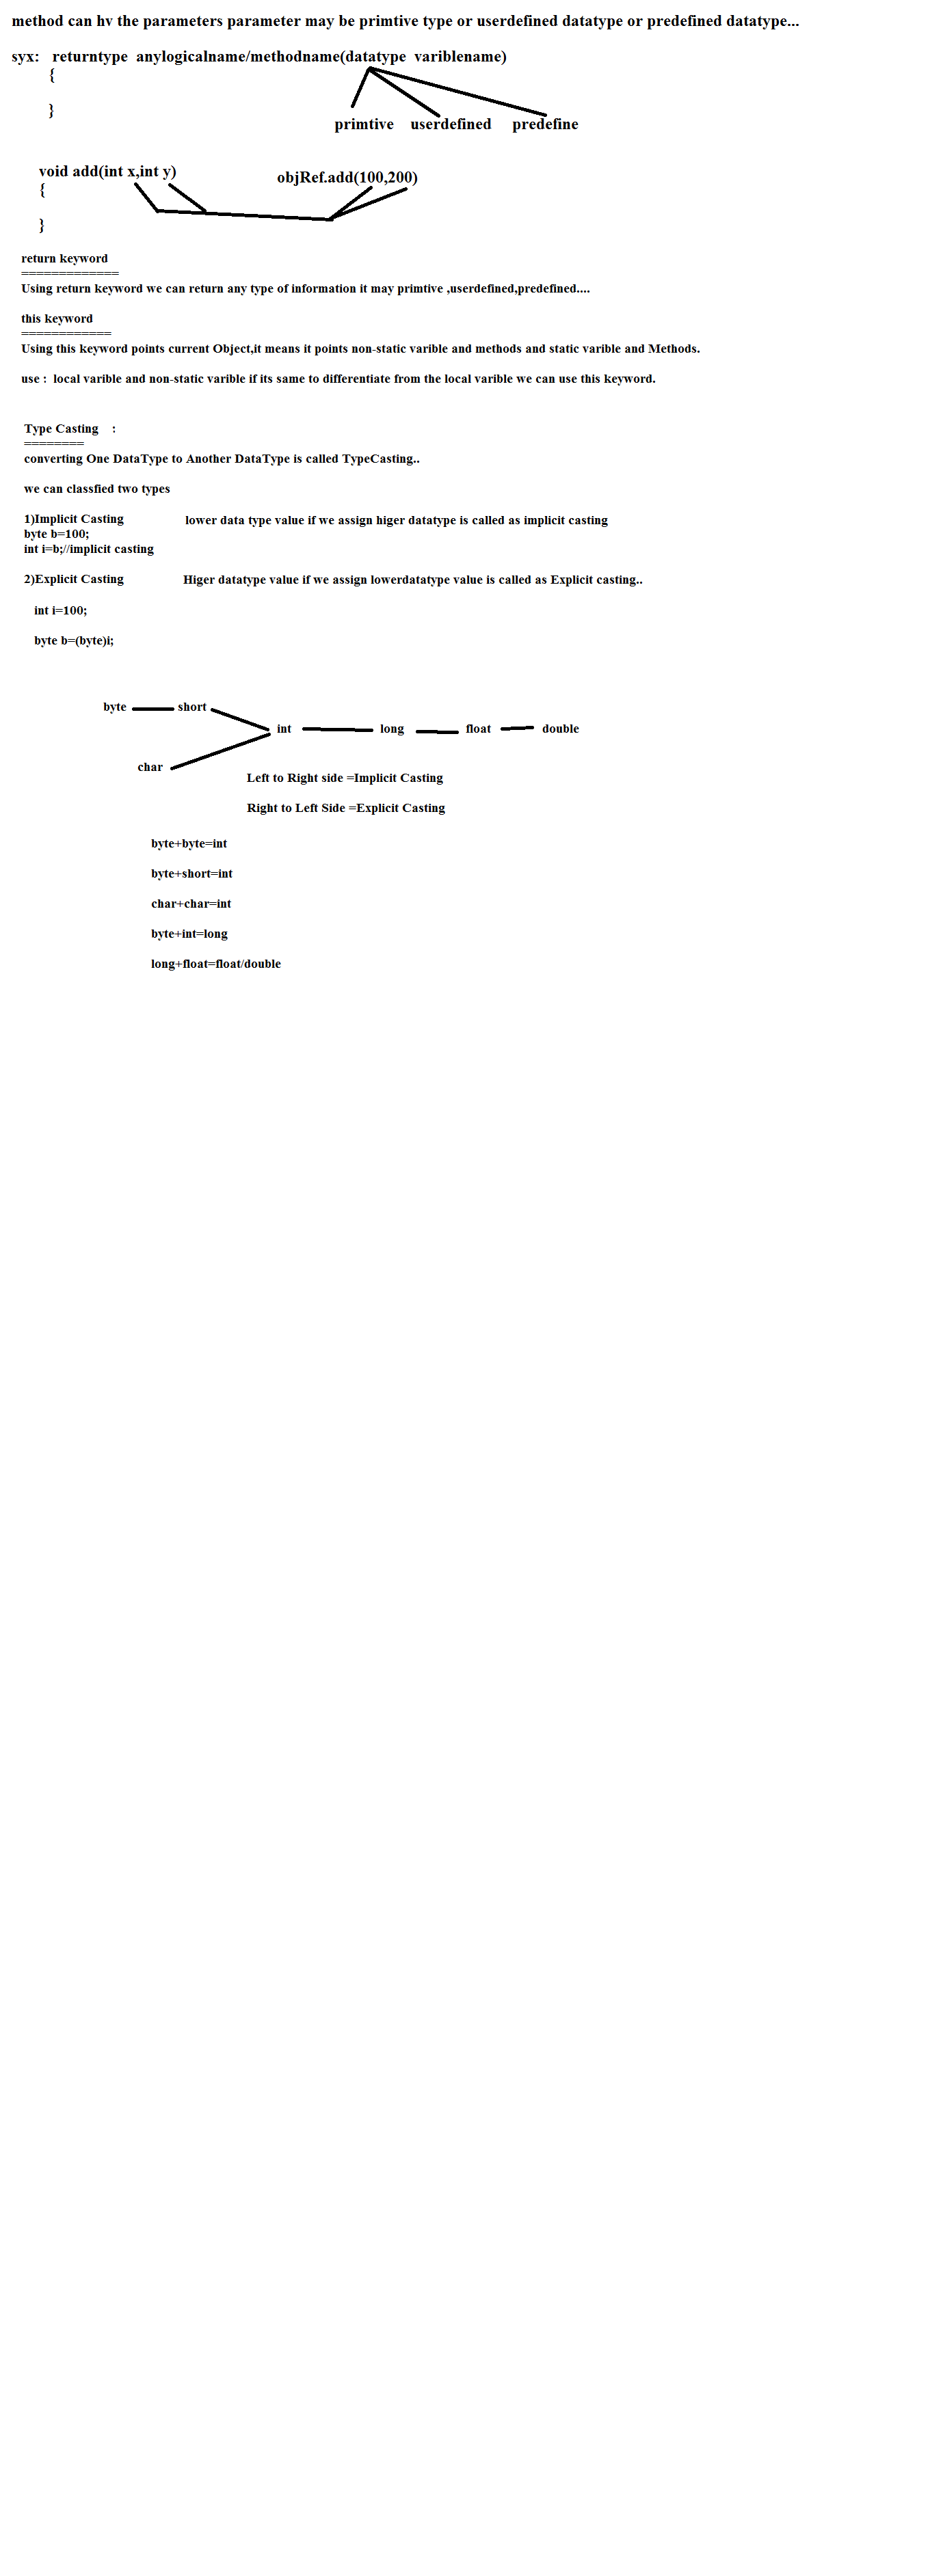 method can hv the parameters parameter may be primtive type or userdefined datatype or predefined datatype...
syx: returntype anylogicalname/methodname(datatype variblename)
{
}
primtive userdefined predefine
void add(int x,int y)
{
}
objRef.add(100,200)
return keyword
=============
Using return keyword we can return any type of information it may primtive ,userdefined,predefined....
this keyword
============
Using this keyword points current Object,it means it points non-static varible and methods and static varible and Methods.
use : local varible and non-static varible if its same to differentiate from the local varible we can use this keyword.
Type Casting :
========
converting One DataType to Another DataType is called TypeCasting..
we can classfied two types
1)Implicit Casting lower data type value if we assign higer datatype is called as implicit casting
byte b=100;
int i=b;//implicit casting
2)Explicit Casting Higer datatype value if we assign lowerdatatype value is called as Explicit casting..
int i=100;
byte b=(byte)i;
byte short
int long float double
char
Left to Right side =Implicit Casting
Right to Left Side =Explicit Casting
byte+byte=int
byte+short=int
char+char=int
byte+int=long
long+float=float/double